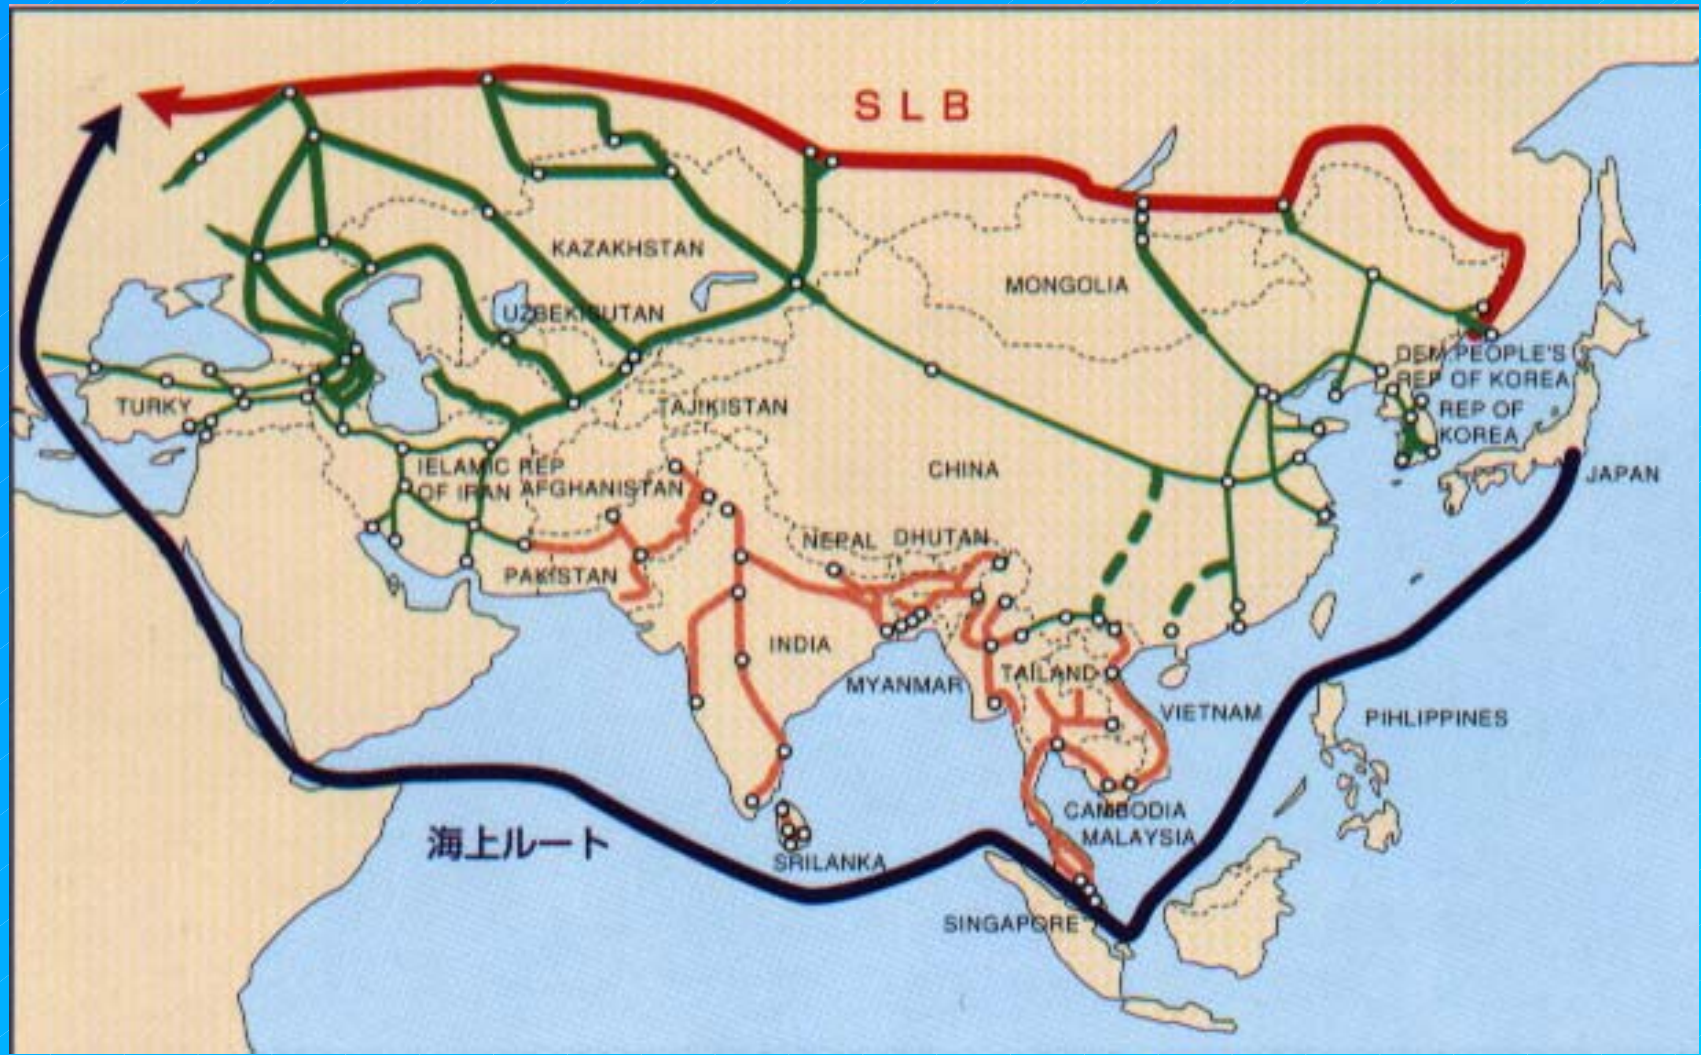 SLB
KAZAKHSTAN
MONGOLIA
UZBEKISUTAN
DEM.PEOPLE'S
REP OF KOREA
TURKY
TAJIKISTAN
REP OF
KOREA
IELAMIC REP
OF IRAN
AFGHANISTAN
CHINA
JAPAN
NEPAL
DHUTAN
PAKISTAN
INDIA
MYANMAR
TAILAND
VIETNAM
PIHLIPPINES
CAMBODIA
MALAYSIA
海上ルート
SRILANKA
SINGAPORE